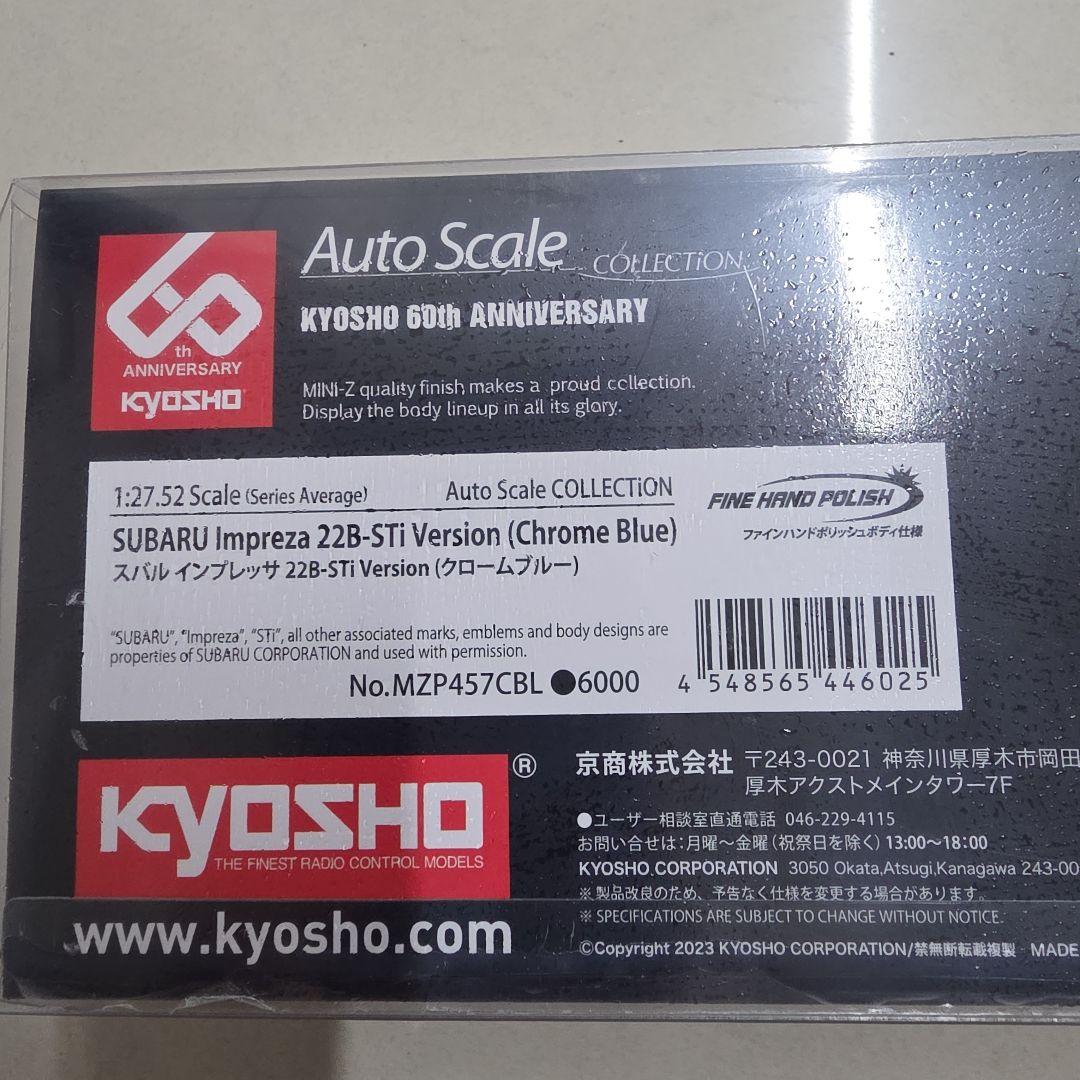 60
th
ANNIVERSARY
KYOSHO
Auto Scale COLLECTiON
KYOSHO 60th ANNIVERSARY
MINI-Z quality finish makes a proud collection.
Display the body lineup in all its glory.
1:27.52 Scale (Series Average) Auto Scale COLLECTiON
SUBARU Impreza 22B-STi Version (Chrome Blue)
スバル インプレッサ 22B-STi Version (クロームブルー)
FINE HAND POLISH
ファインハンドポリッシュボディ仕様
"SUBARU", "Impreza", "STi", all other associated marks, emblems and body designs are
properties of SUBARU CORPORATION and used with permission.
No.MZP457CBL ●6000
4 548565 446025
KYOSHO ®
THE FINEST RADIO CONTROL MODELS
www.kyosho.com
京商株式会社 〒243-0021 神奈川県厚木市岡田
厚木アクストメインタワー7F
●ユーザー相談室直通電話 046-229-4115
お問い合せは:月曜〜金曜(祝祭日を除く)13:00〜18:00
KYOSHO CORPORATION 3050 Okata,Atsugi,Kanagawa 243-00
※ 製品改良のため、予告なく仕様を変更する場合があります。
※ SPECIFICATIONS ARE SUBJECT TO CHANGE WITHOUT NOTICE.
©Copyright 2023 KYOSHO CORPORATION/禁無断転載複製 MADE